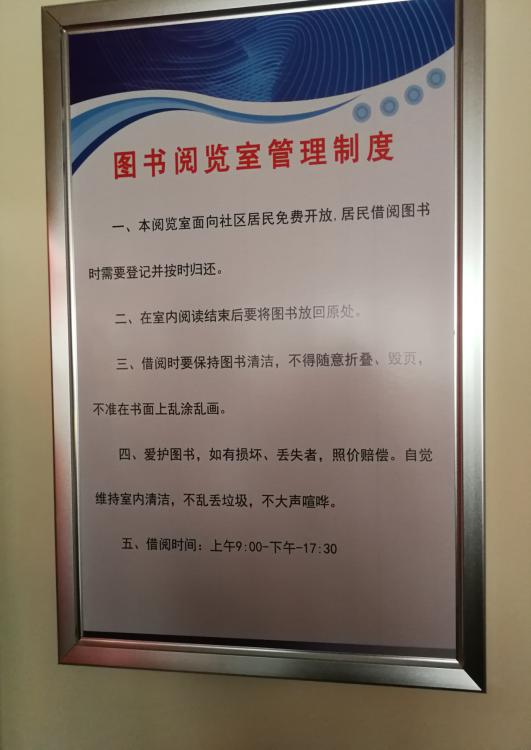 图书阅览室管理制度
一、本阅览室面向社区居民免费开放,居民借阅图书
时需要登记并按时归还。
二、在室内阅读结束后要将图书放回原处。
三、借阅时要保持图书清洁，不得随意折叠、毁页，
不准在书面上乱涂乱画。
四、爱护图书，如有损坏、丢失者，照价赔偿。自觉
维持室内清洁，不乱丢垃圾，不大声喧哗。
五、借阅时间：上午9:00-下午-17:30